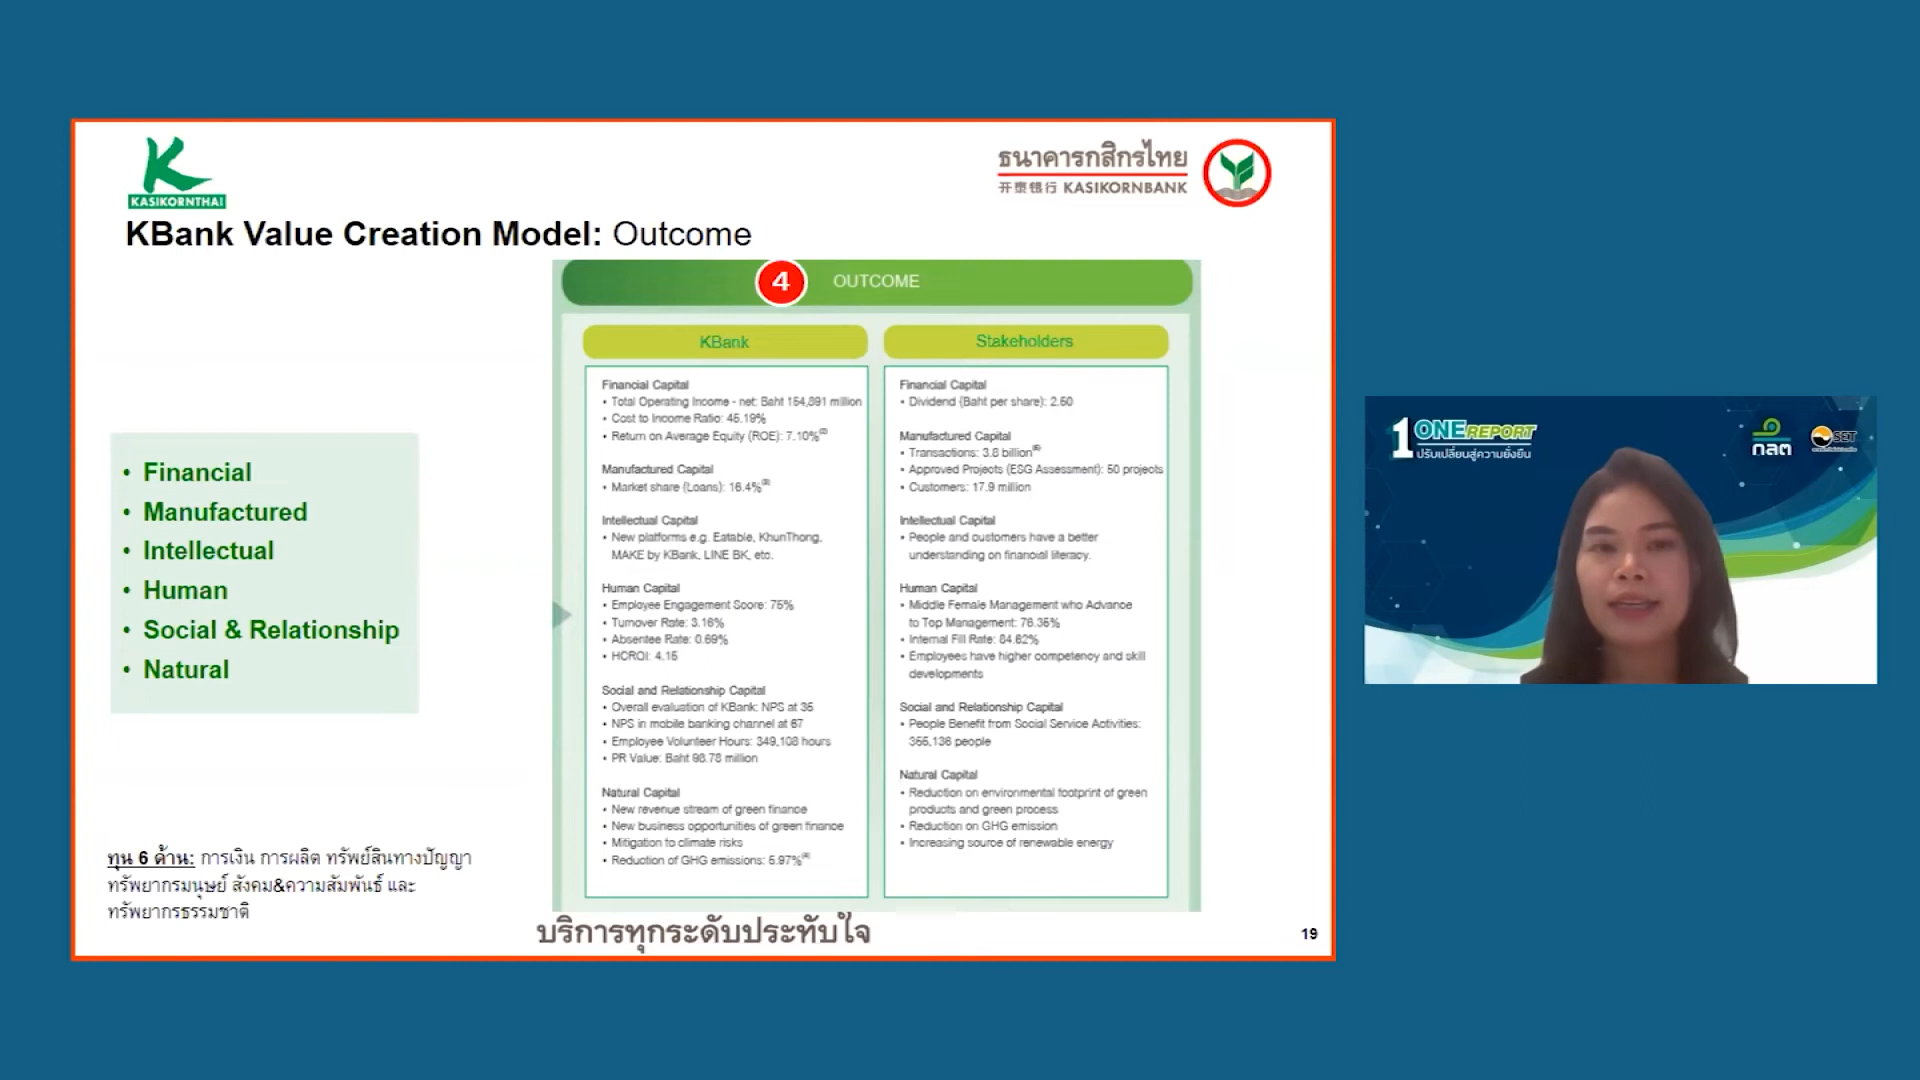 KASIKORNTHAI
ธนาคารกสิกรไทย
开泰银行 KASIKORNBANK
KBank Value Creation Model: Outcome
4 OUTCOME
KBank
Stakeholders
Financial Capital
• Total Operating Income - net: Baht 154,891 million
• Cost to Income Ratio: 45.19%
• Return on Average Equity (ROE): 7.10%
Manufactured Capital
• Market share (Loans): 16.4%
Intellectual Capital
• New platforms e.g. Eatable, KhunThong,
MAKE by KBank, LINE BK, etc.
Human Capital
• Employee Engagement Score: 75%
• Turnover Rate: 3.16%
• Absentee Rate: 0.69%
• HCROI: 4.15
Social and Relationship Capital
• Overall evaluation of KBank: NPS at 35
• NPS in mobile banking channel at 67
• Employee Volunteer Hours: 349,108 hours
• PR Value: Baht 98.78 million
Natural Capital
• New revenue stream of green finance
• New business opportunities of green finance
• Mitigation to climate risks
• Reduction of GHG emissions: 5.97%
Financial Capital
• Dividend (Baht per share): 2.50
Manufactured Capital
• Transactions: 3.8 billion
• Approved Projects (ESG Assessment): 50 projects
• Customers: 17.9 million
Intellectual Capital
• People and customers have a better
understanding on financial literacy.
Human Capital
• Middle Female Management who Advance
to Top Management: 76.35%
• Internal Fill Rate: 84.62%
• Employees have higher competency and skill
developments
Social and Relationship Capital
• People Benefit from Social Service Activities:
355,136 people
Natural Capital
• Reduction on environmental footprint of green
products and green process
• Reduction on GHG emission
• Increasing source of renewable energy
• Financial
• Manufactured
• Intellectual
• Human
• Social & Relationship
• Natural
ทุน 6 ด้าน: การเงิน การผลิต ทรัพย์สินทางปัญญา
ทรัพยากรมนุษย์ สังคม&ความสัมพันธ์ และ
ทรัพยากรธรรมชาติ
บริการทุกระดับประทับใจ
19
1 ONE REPORT
ปรับเปลี่ยนสู่ความยั่งยืน
กลต
SET